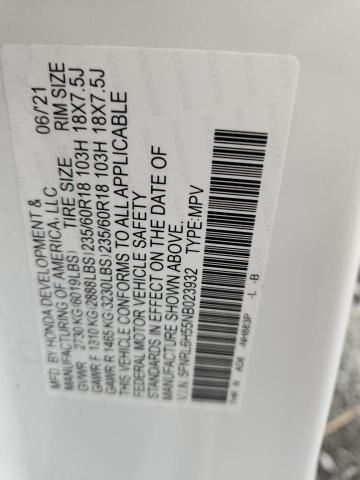 MANUFACTURED BY HONDA DEVELOPMENT & 06/'21
MANUFACTURING OF AMERICA, LLC
TIRE SIZE RIM SIZE
GVWR 2730 KG(6019LBS)
GAWR F 1310 KG(2888LBS) 235/60R18 103H 18X7.5J
GAWR R 1465 KG(3230LBS) 235/60R18 103H 18X7.5J
THIS VEHICLE CONFORMS TO ALL APPLICABLE
FEDERAL MOTOR VEHICLE SAFETY
STANDARDS IN EFFECT ON THE DATE OF
MANUFACTURE SHOWN ABOVE.
V.I.N. 5FNRL6H55NB023932 TYPE:MPV
NH883P -L -B